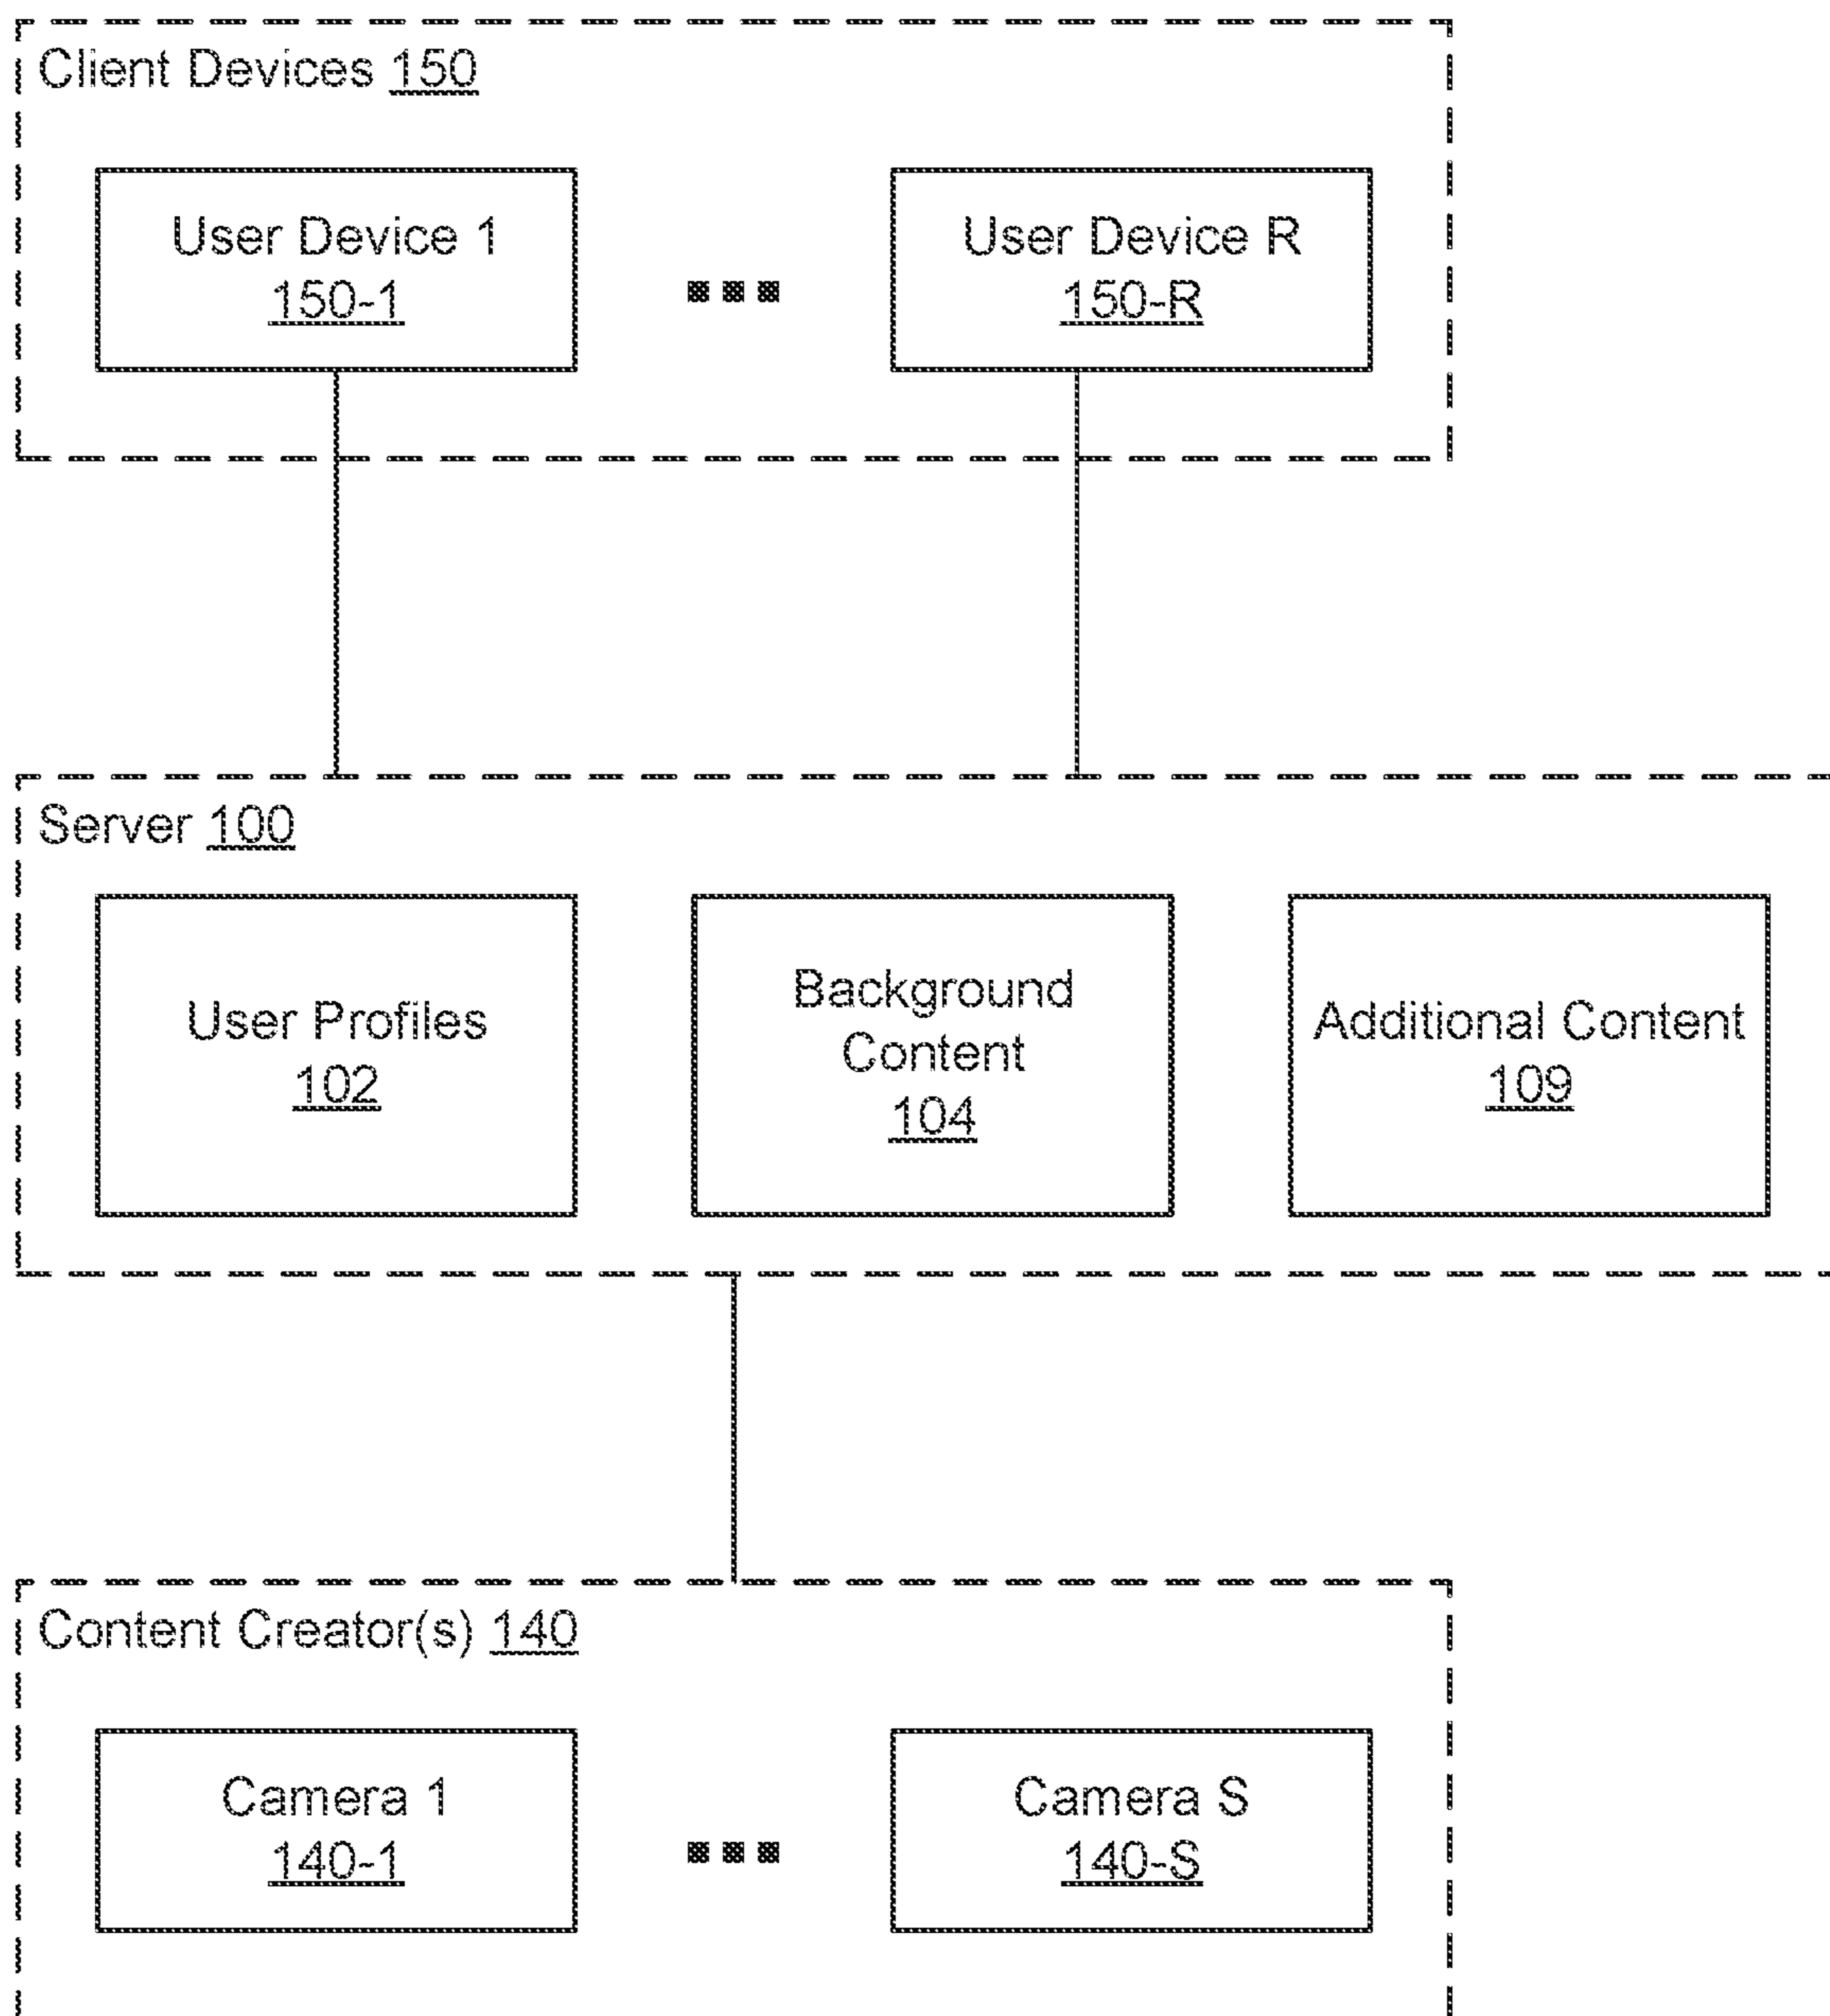 Client Devices 150
User Device 1
150-1
User Device R
150-R
Server 100
User Profiles
102
Background
Content
104
Additional Content
109
Content Creator(s) 140
Camera 1
140-1
Camera S
140-S